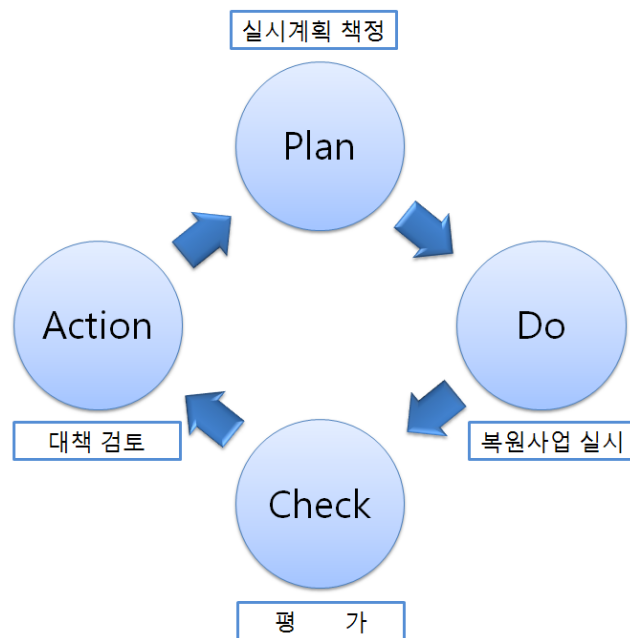 실시계획 책정
Plan
Do
복원사업 실시
Check
평 가
Action
대책 검토